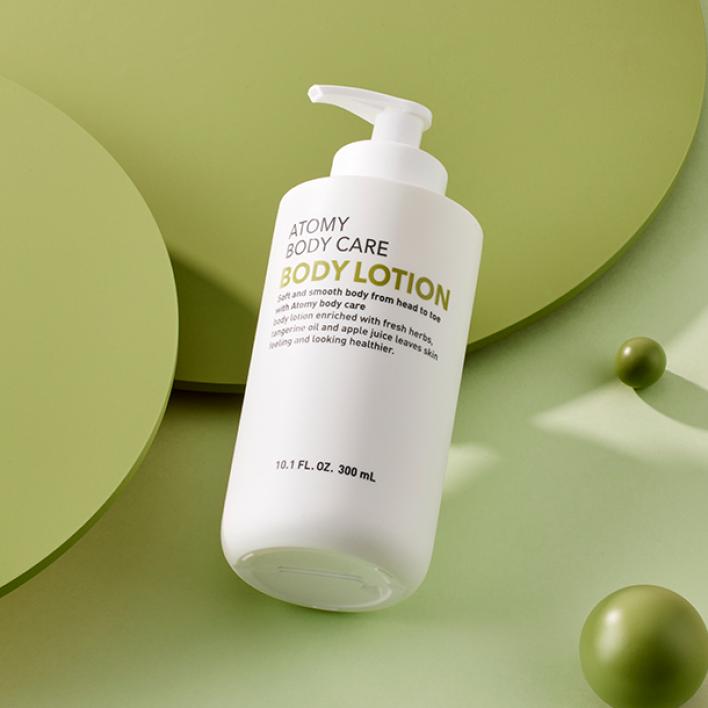 ATOMY
BODY CARE
BODY LOTION
Soft and smooth body from head to toe
with Atomy body care
body lotion enriched with fresh herbs,
tangerine oil and apple juice leaves skin
feeling and looking healthier.
10.1 FL. OZ. 300 mL